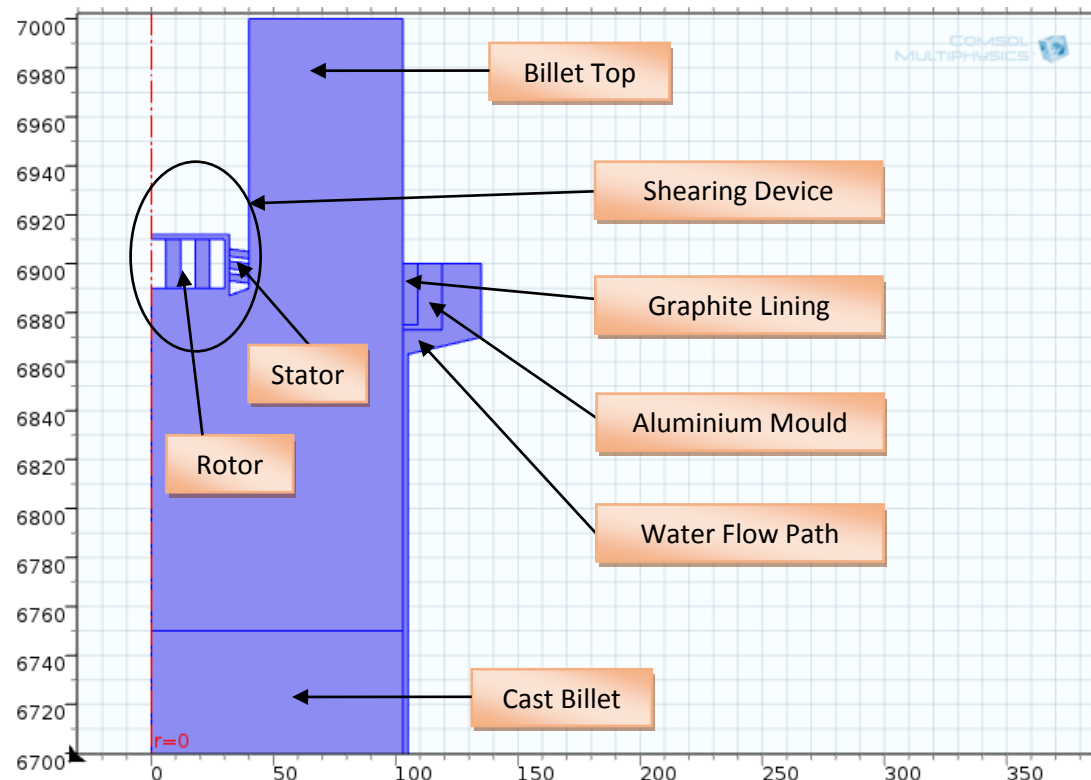 7000
6980
6960
6940
6920
6900
6880
6860
6840
6820
6800
6780
6760
6740
6720
6700
COMSOL
MULTIPHYSICS
Billet Top
Shearing Device
Graphite Lining
Stator
Aluminium Mould
Rotor
Water Flow Path
Cast Billet
r=0
0 50 100 150 200 250 300 350